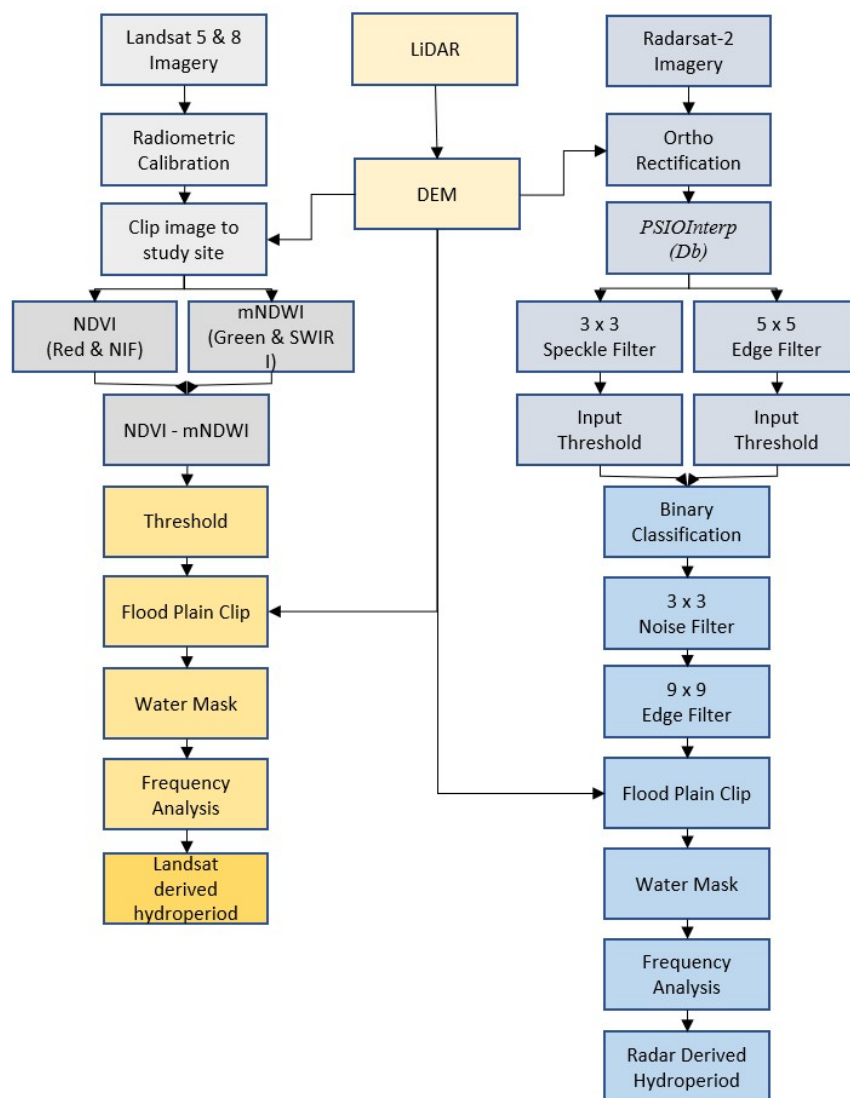 Landsat 5 & 8
Imagery
Radiometric
Calibration
Clip image to
study site
NDVI
(Red & NIF)
mNDWI
(Green & SWIR
I)
NDVI - mNDWI
Threshold
Flood Plain Clip
Water Mask
Frequency
Analysis
Landsat
derived
hydroperiod
LiDAR
DEM
Radarsat-2
Imagery
Ortho
Rectification
PSIOInterp
(Db)
3 x 3
Speckle Filter
5 x 5
Edge Filter
Input
Threshold
Input
Threshold
Binary
Classification
3 x 3
Noise Filter
9 x 9
Edge Filter
Flood Plain Clip
Water Mask
Frequency
Analysis
Radar Derived
Hydroperiod